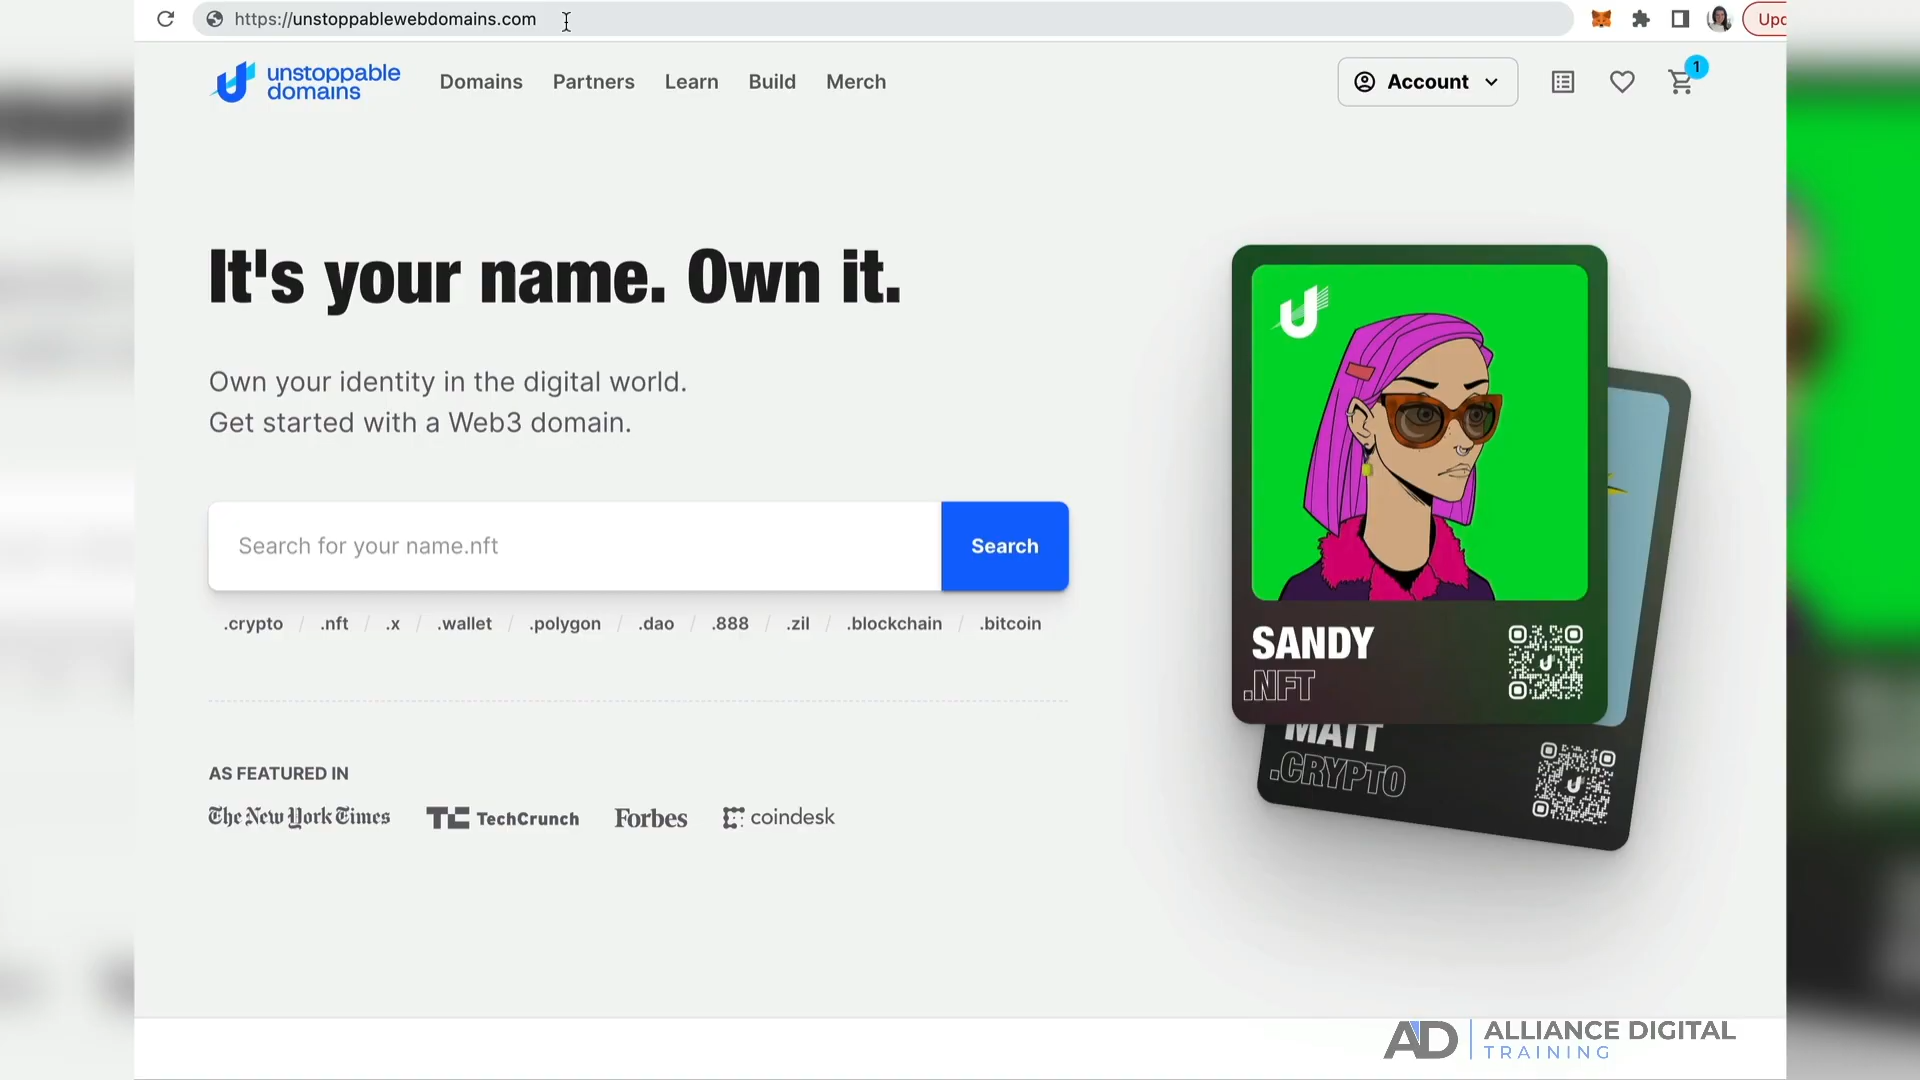 https://unstoppablewebdomains.com
Upd
unstoppable
domains
Domains
Partners
Learn
Build
Merch
Account
1
It's your name. Own it.
Own your identity in the digital world.
Get started with a Web3 domain.
Search for your name.nft
Search
.crypto / .nft / .x / .wallet / .polygon / .dao / .888 / .zil / .blockchain / .bitcoin
AS FEATURED IN
The New York Times
TC TechCrunch
Forbes
coindesk
SANDY
.NFT
MATT
.CRYPTO
AD
ALLIANCE DIGITAL
TRAINING